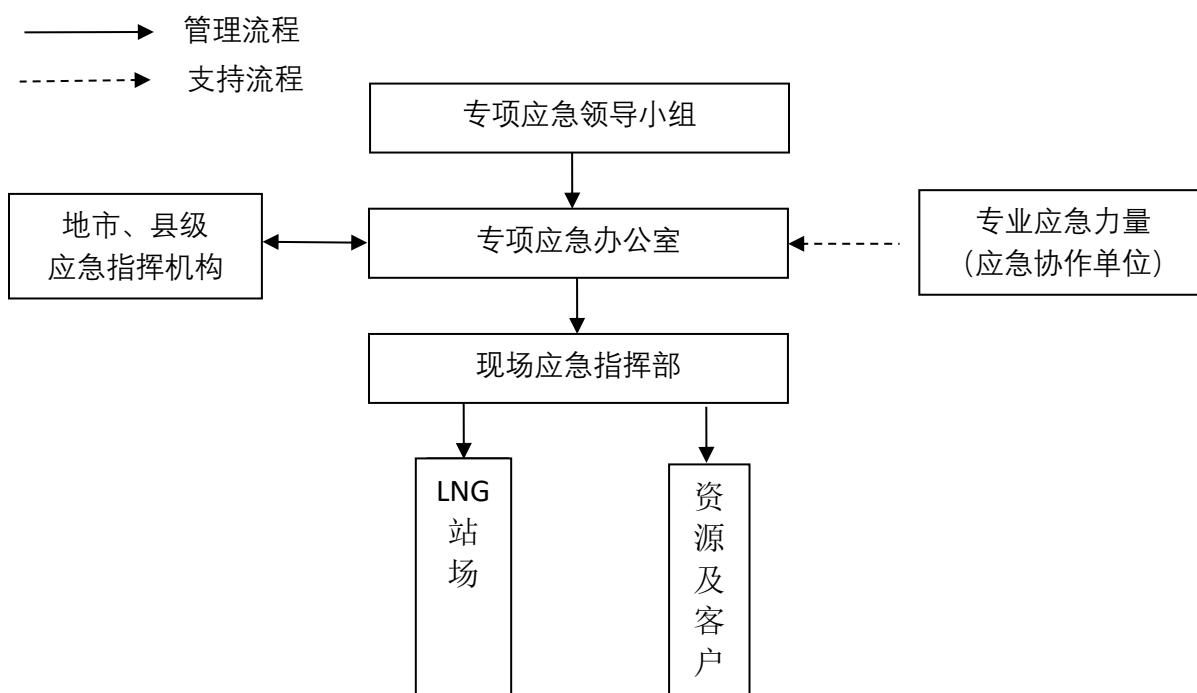 管理流程
支持流程
专项应急领导小组
地市、县级
应急指挥机构
专项应急办公室
专业应急力量
（应急协作单位）
现场应急指挥部
LNG
站
场
资
源
及
客
户